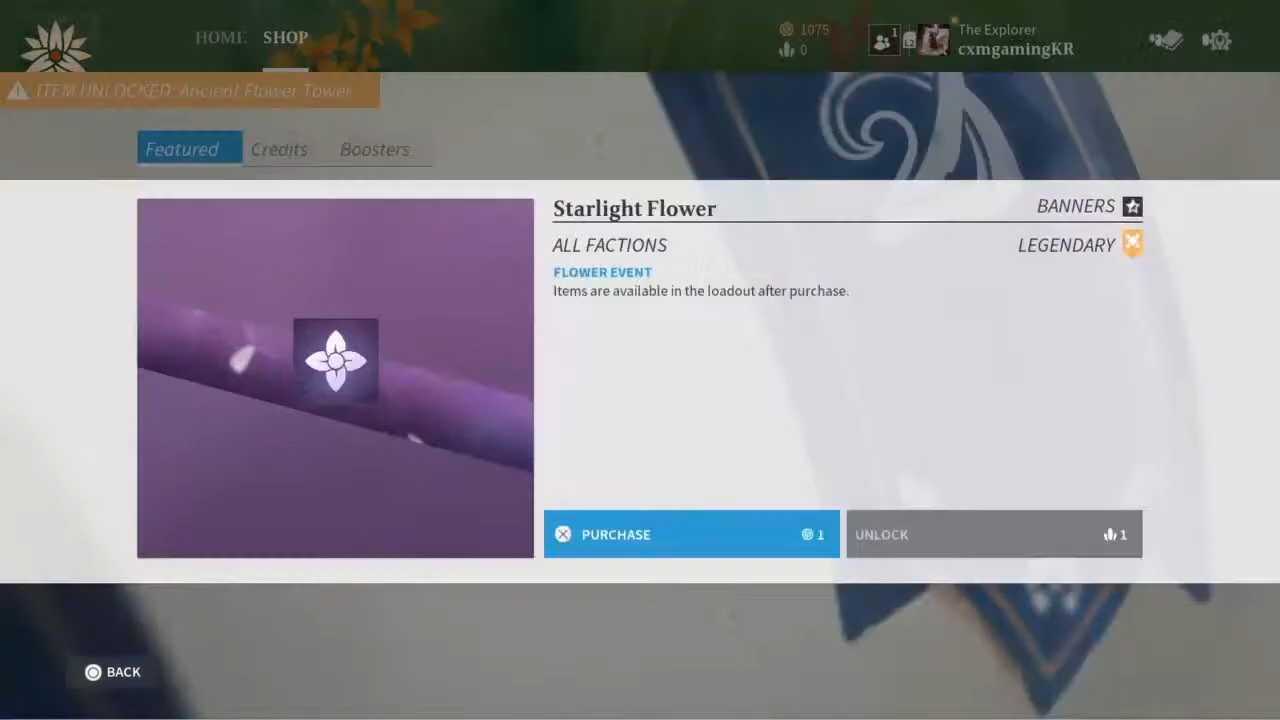 HOME SHOP 1075 0 1 The Explorer cxmgamingKR
ITEM UNLOCKED: Ancient Flower Tower
Featured Credits Boosters
Starlight Flower BANNERS
ALL FACTIONS LEGENDARY
FLOWER EVENT
Items are available in the loadout after purchase.
PURCHASE 1 UNLOCK 1
BACK